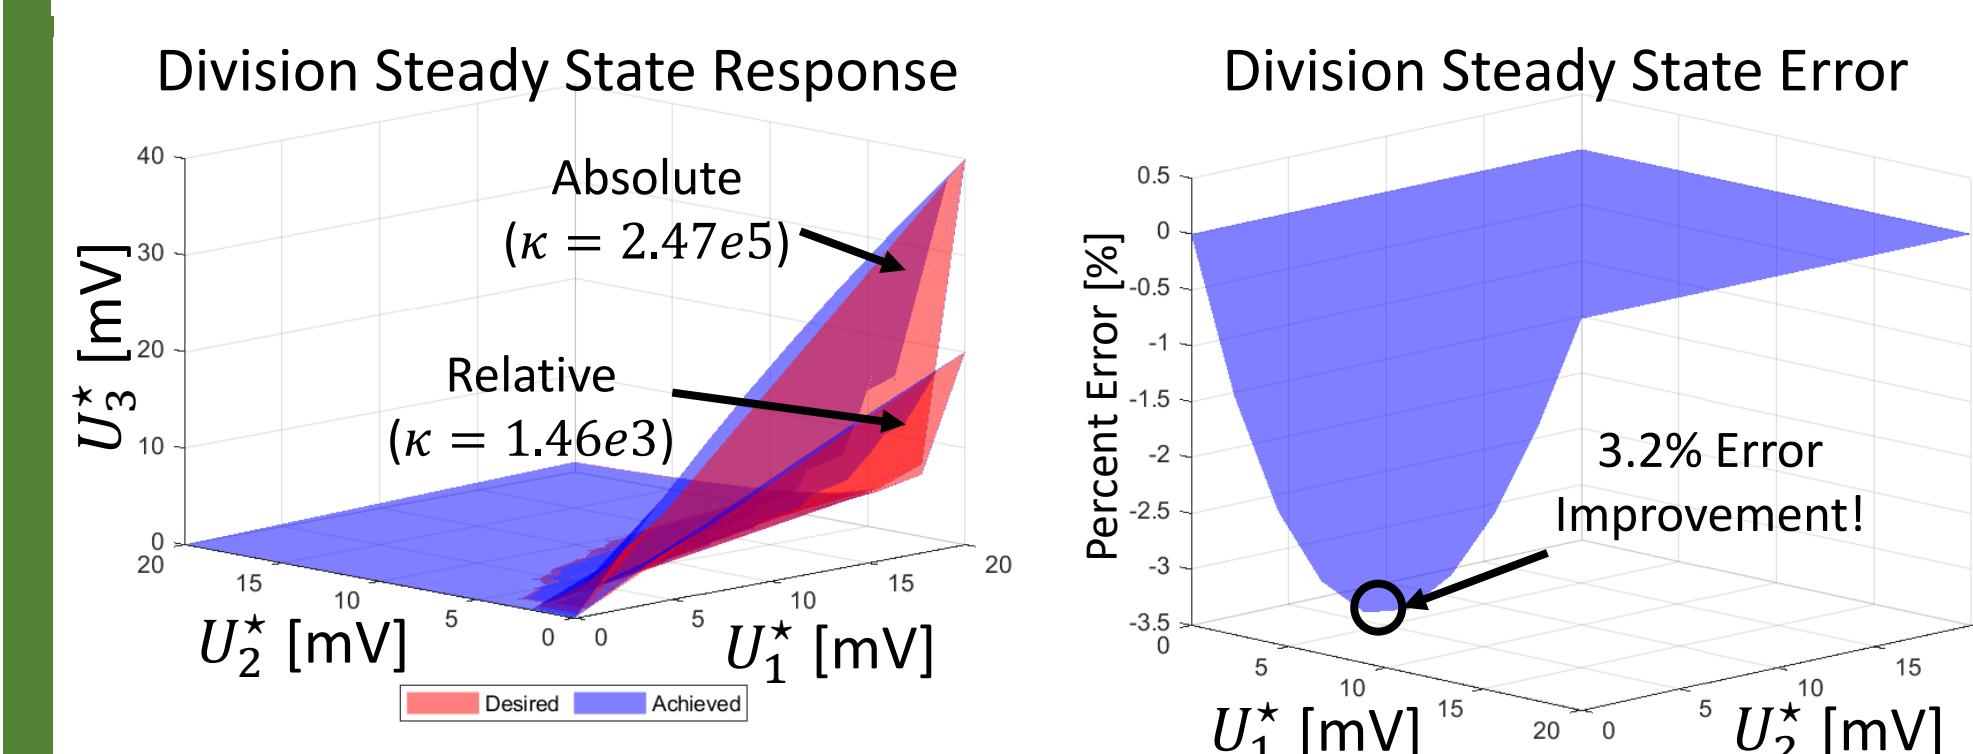 Division Steady State Response
Absolute
(κ = 2.47e5)
Relative
(κ = 1.46e3)
U₃⋆ [mV]
40
30
20
10
0
20
15
10
5
0
U₂⋆ [mV]
0
5
10
15
20
U₁⋆ [mV]
Desired
Achieved
Division Steady State Error
3.2% Error
Improvement!
Percent Error [%]
0.5
0
-0.5
-1
-1.5
-2
-2.5
-3
-3.5
0
5
10
15
20
U₁⋆ [mV]
0
5
10
15
U₂⋆ [mV]